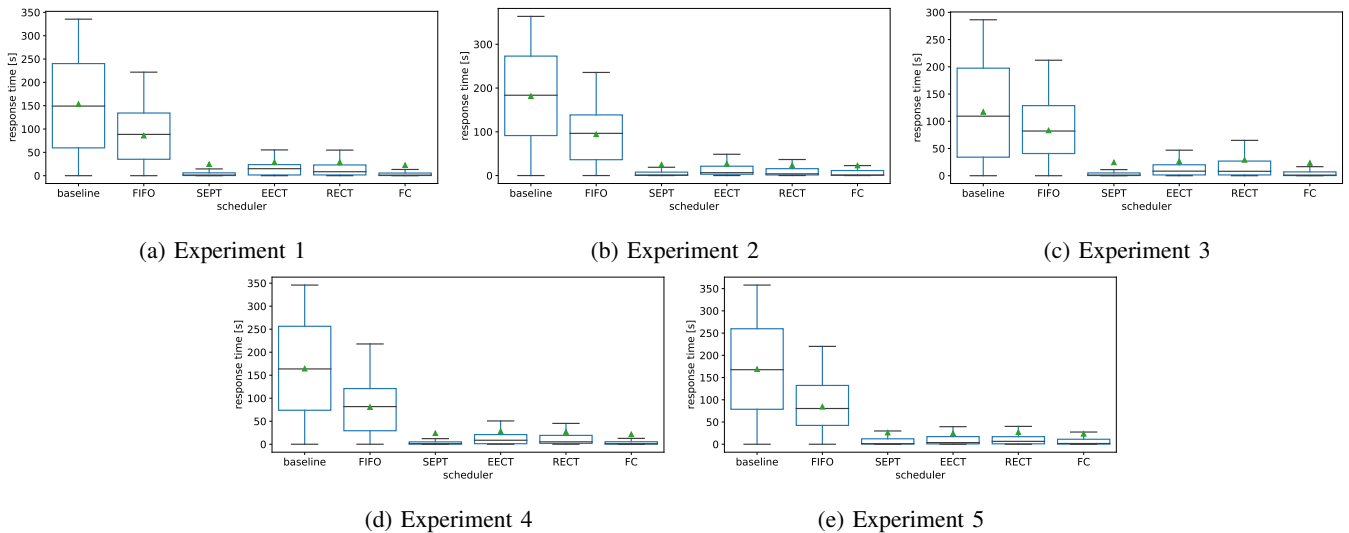 response time [s]
350
300
250
200
150
100
50
0
baseline FIFO SEPT EECT RECT FC
scheduler
(a) Experiment 1
response time [s]
300
200
100
0
baseline FIFO SEPT EECT RECT FC
scheduler
(b) Experiment 2
response time [s]
300
250
200
150
100
50
0
baseline FIFO SEPT EECT RECT FC
scheduler
(c) Experiment 3
response time [s]
350
300
250
200
150
100
50
0
baseline FIFO SEPT EECT RECT FC
scheduler
(d) Experiment 4
response time [s]
350
300
250
200
150
100
50
0
baseline FIFO SEPT EECT RECT FC
scheduler
(e) Experiment 5